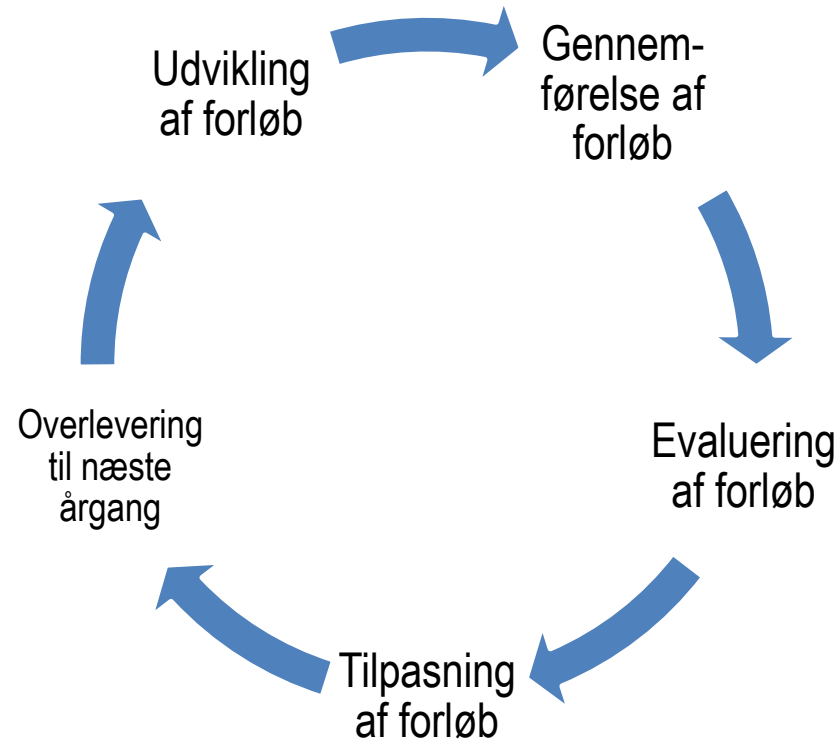 Udvikling
af forløb
Gennem-
førelse af
forløb
Evaluering
af forløb
Tilpasning
af forløb
Overlevering
til næste
årgang